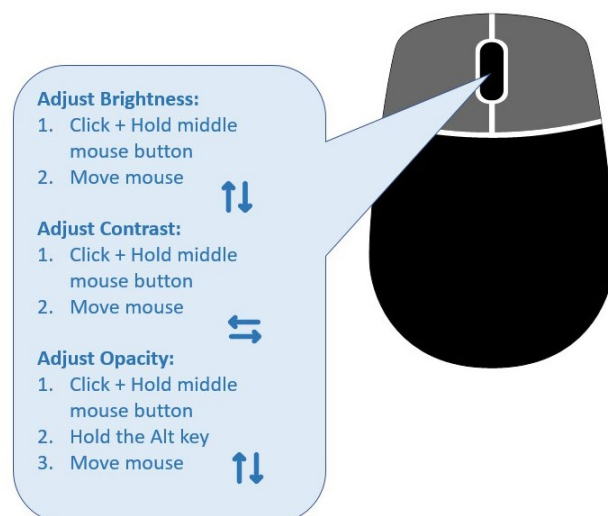 Adjust Brightness:
1. Click + Hold middle
mouse button
2. Move mouse
Adjust Contrast:
1. Click + Hold middle
mouse button
2. Move mouse
Adjust Opacity:
1. Click + Hold middle
mouse button
2. Hold the Alt key
3. Move mouse